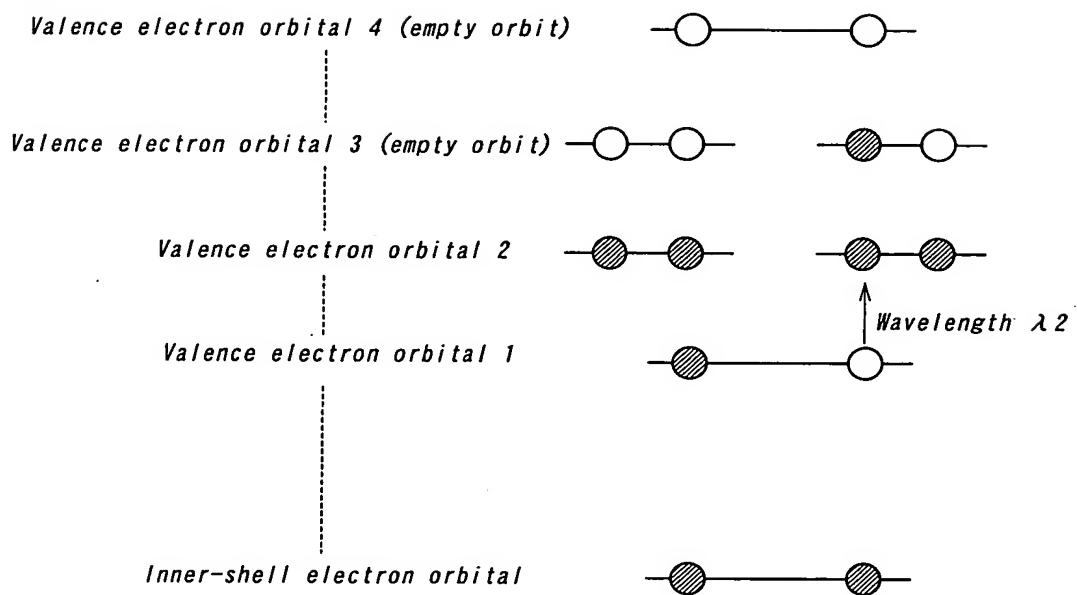 Valence electron orbital 4 (empty orbit)
Valence electron orbital 3 (empty orbit)
Valence electron orbital 2
Wavelength λ2
Valence electron orbital 1
Inner-shell electron orbital